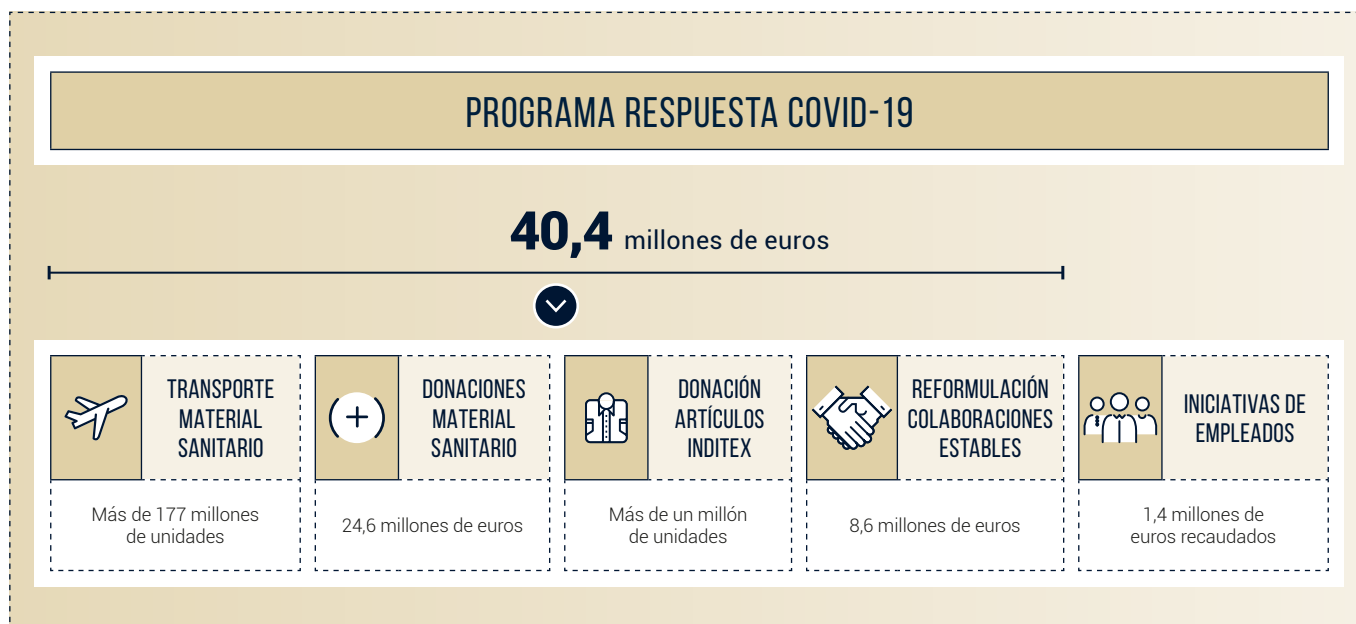 PROGRAMA RESPUESTA COVID-19
40,4 millones de euros
TRANSPORTE
MATERIAL
SANITARIO
Más de 177 millones
de unidades
DONACIONES
MATERIAL
SANITARIO
24,6 millones de euros
DONACIÓN
ARTÍCULOS
INDITEX
Más de un millón
de unidades
REFORMULACIÓN
COLABORACIONES
ESTABLES
8,6 millones de euros
INICIATIVAS DE
EMPLEADOS
1,4 millones de
euros recaudados